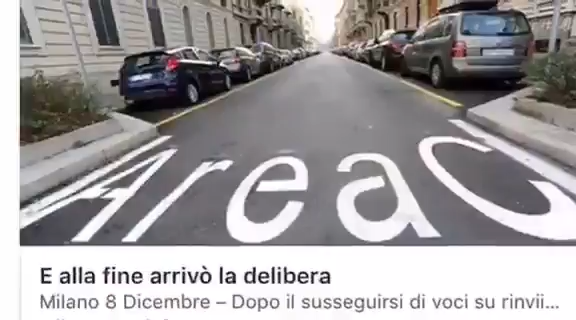 AreaC
E alla fine arrivò la delibera
Milano 8 Dicembre – Dopo il susseguirsi di voci su rinvii...